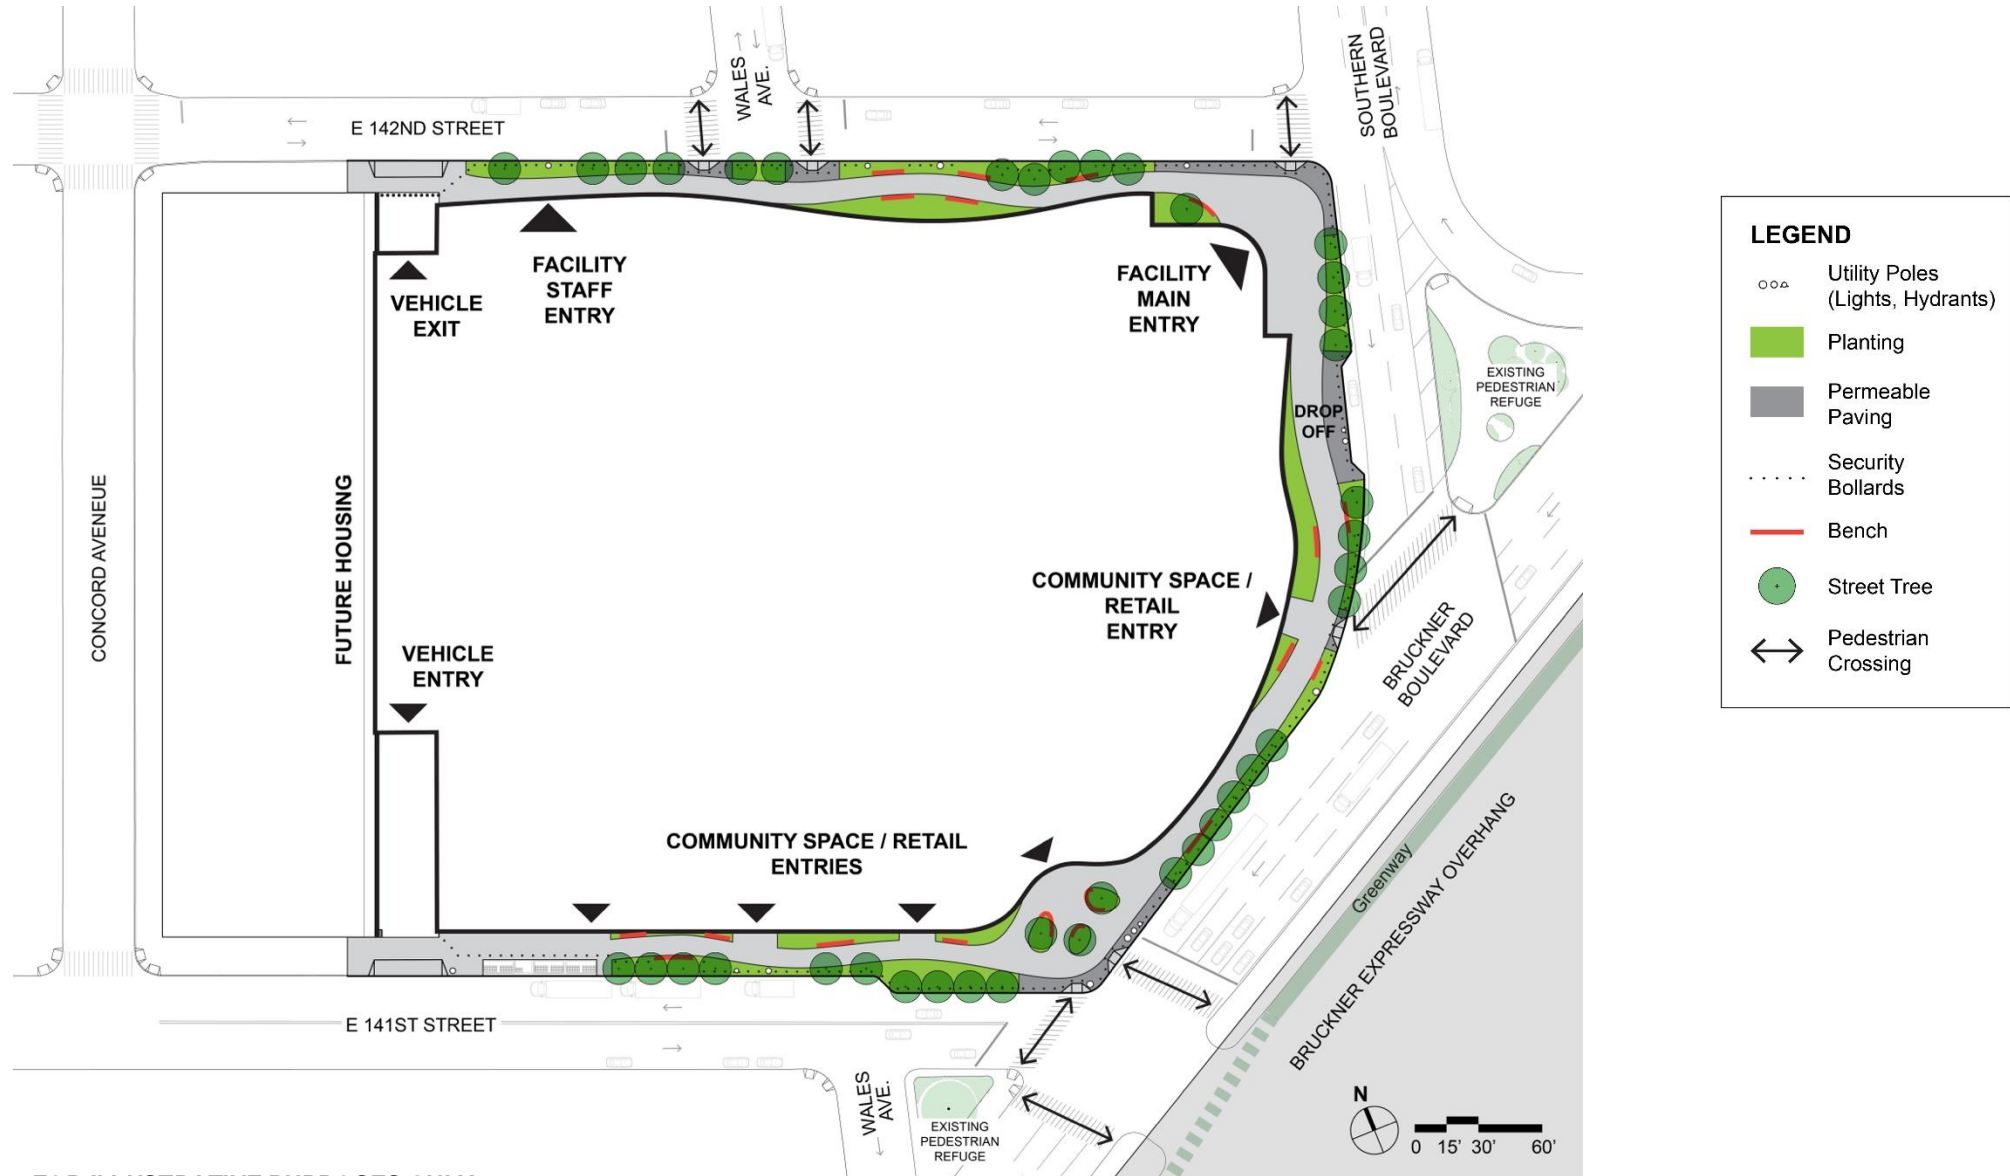 WALES
AVE.
SOUTHERN
BOULEVARD
E 142ND STREET
FACILITY
STAFF
ENTRY
VEHICLE
EXIT
FACILITY
MAIN
ENTRY
DROP
OFF
EXISTING
PEDESTRIAN
REFUGE
CONCORD AVENEUE
FUTURE HOUSING
VEHICLE
ENTRY
COMMUNITY SPACE /
RETAIL
ENTRY
BRUCKNER
BOULEVARD
COMMUNITY SPACE / RETAIL
ENTRIES
Greenway
BRUCKNER EXPRESSWAY OVERHANG
E 141ST STREET
WALES
AVE.
EXISTING
PEDESTRIAN
REFUGE
N
0 15' 30' 60'
LEGEND
Utility Poles
(Lights, Hydrants)
Planting
Permeable
Paving
Security
Bollards
Bench
Street Tree
Pedestrian
Crossing